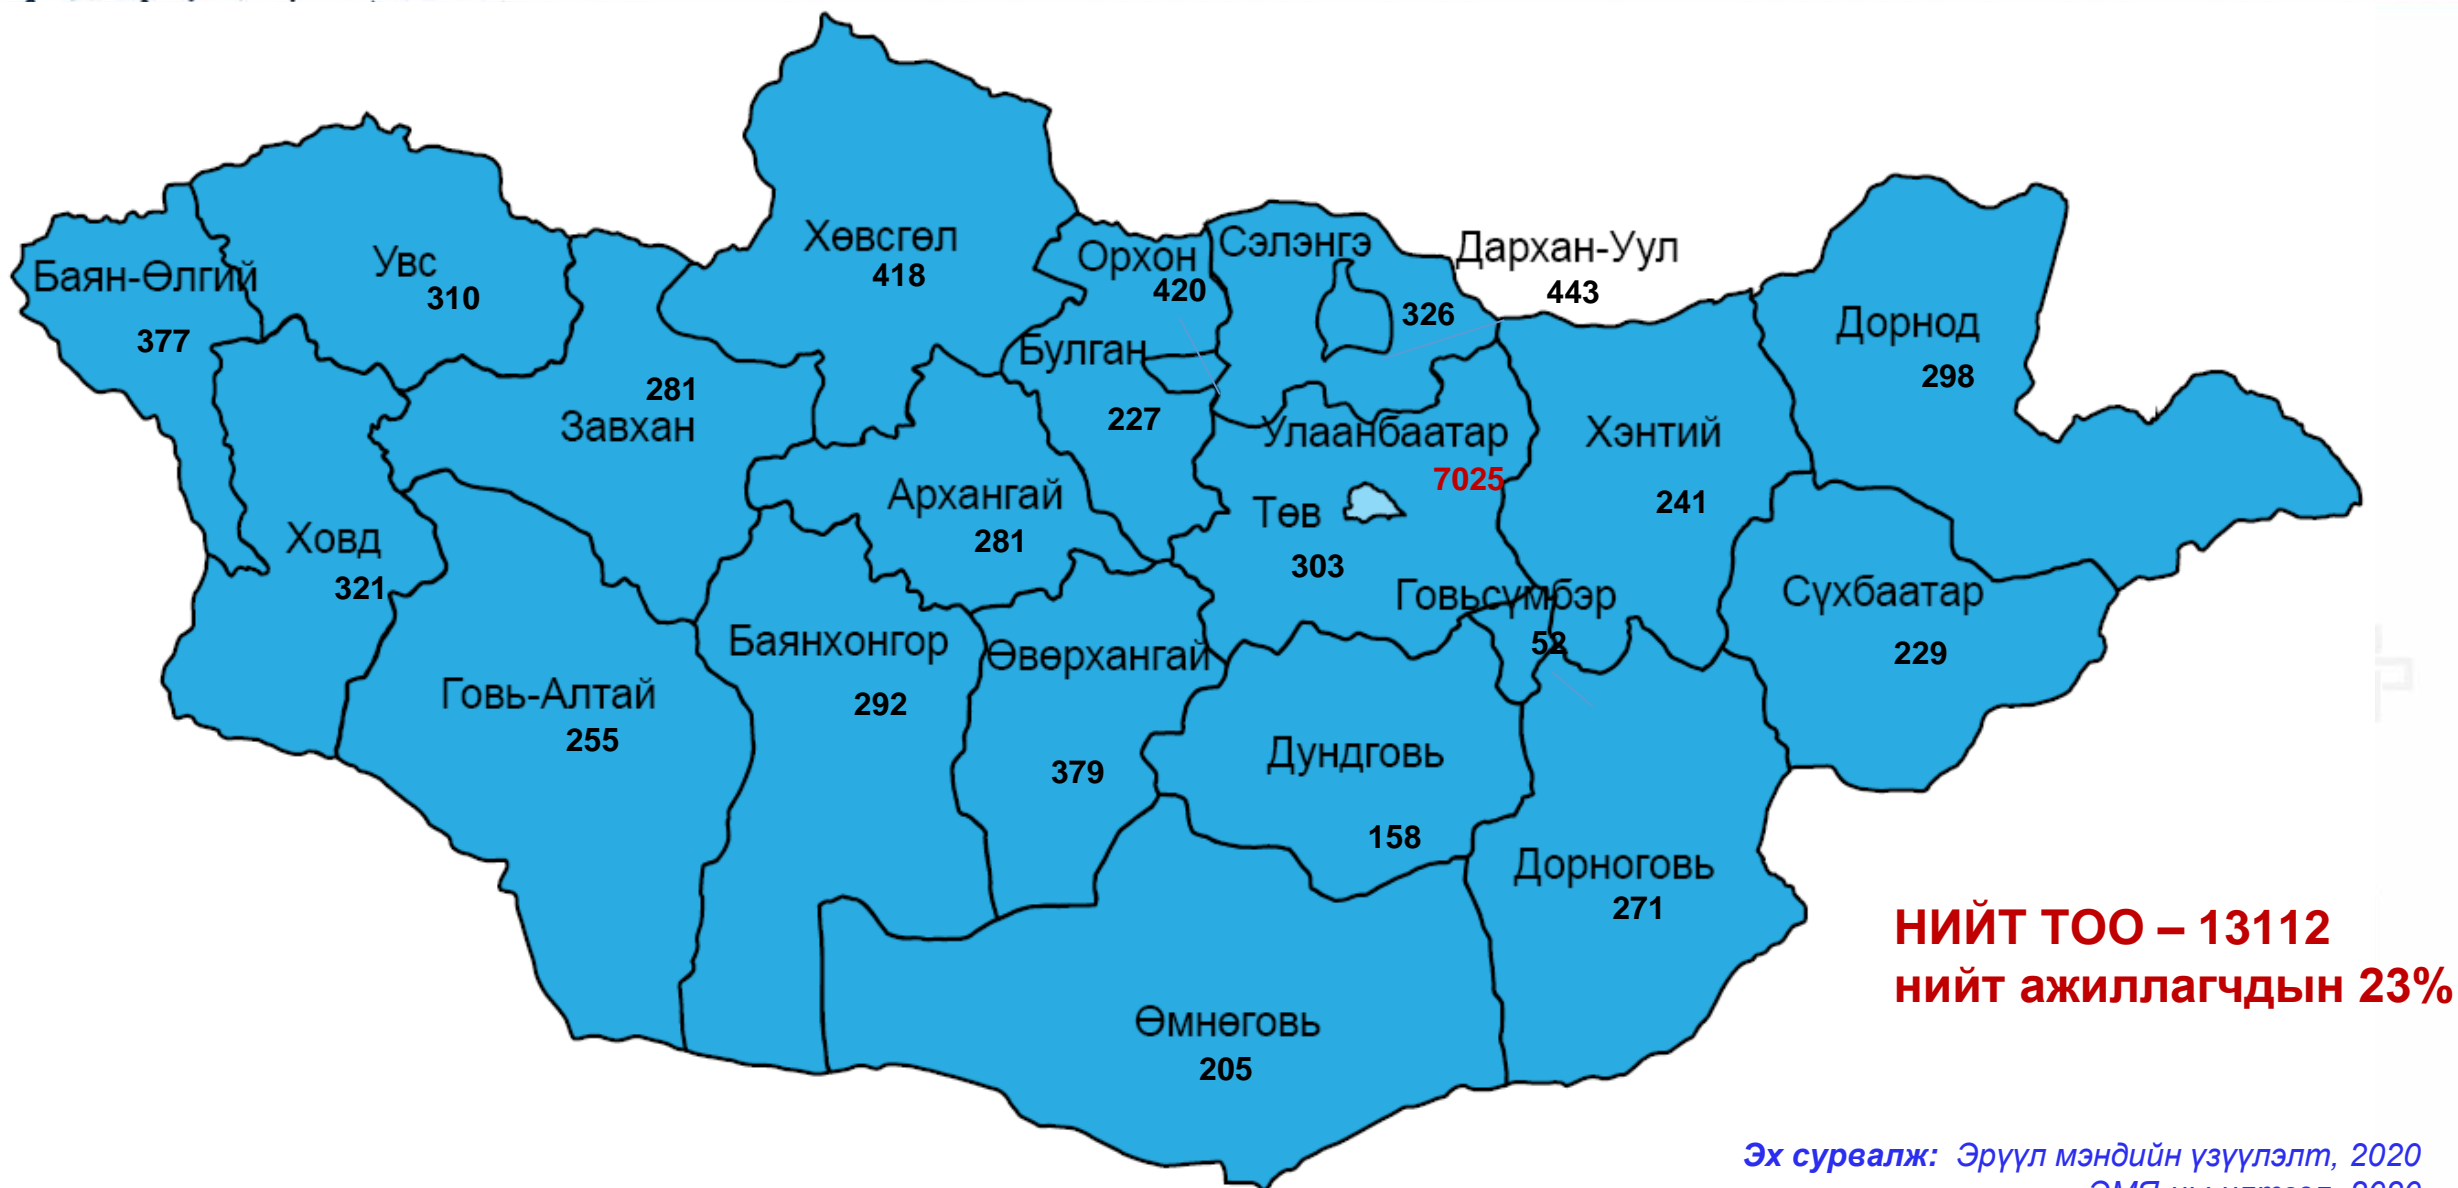 Хөвсгөл
418
Орхон
420
Сэлэнгэ
326
Дархан-Уул
443
Увс
310
Баян-Өлгий
377
Дорнод
298
Булган
227
281
Завхан
Улаанбаатар
7025
Хэнтий
241
Архангай
281
Төв
303
Ховд
321
Говьсүмбэр
52
Сүхбаатар
229
Баянхонгор
292
Өвөрхангай
379
Говь-Алтай
255
Дундговь
158
Дорноговь
271
НИЙТ ТОО – 13112
нийт ажиллагчдын 23%
Өмнөговь
205
Эх сурвалж: Эрүүл мэндийн үзүүлэлт, 2020